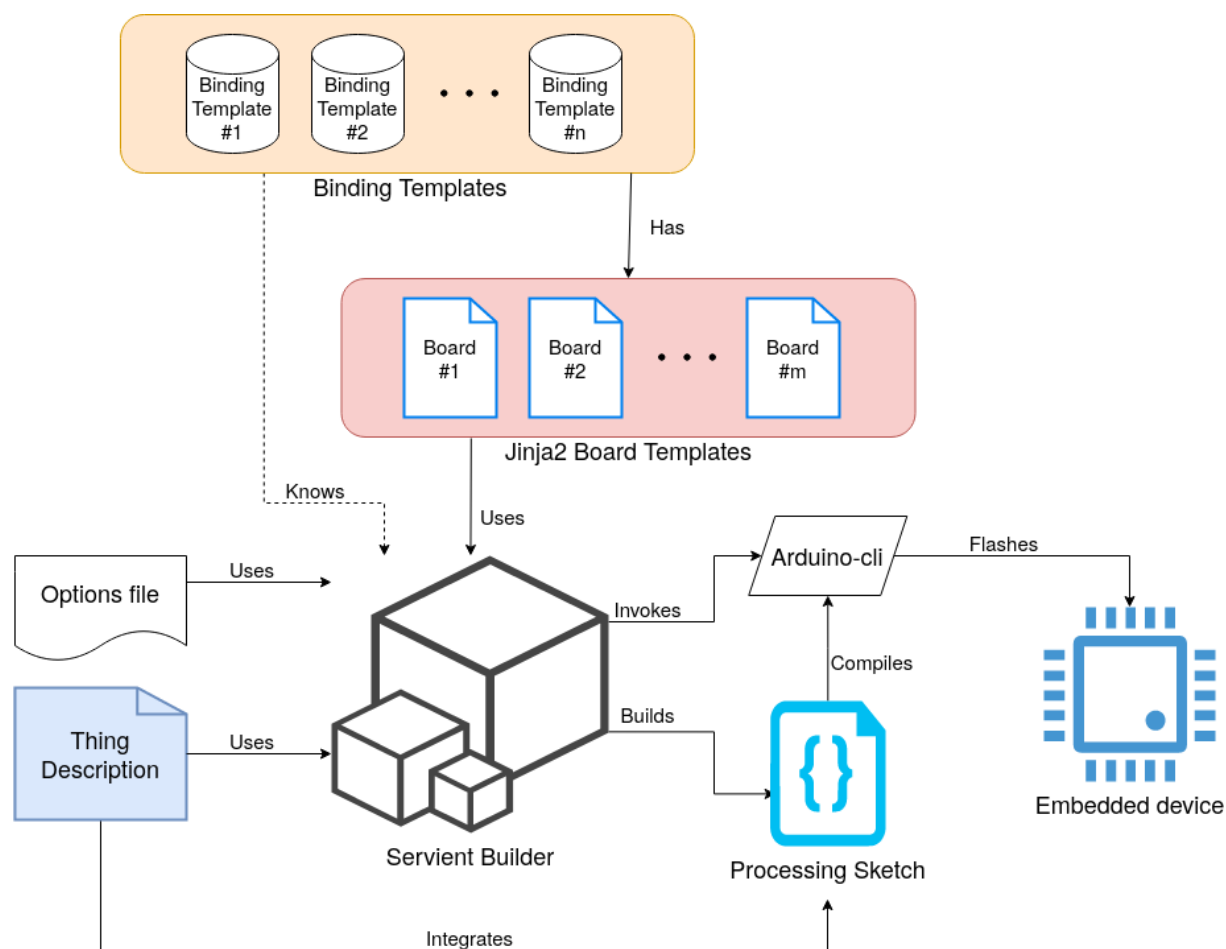 Binding
Template
#1
Binding
Template
#2
Binding
Template
#n
Binding Templates
Has
Board
#1
Board
#2
Board
#m
Jinja2 Board Templates
Knows
Uses
Options file
Uses
Arduino-cli
Flashes
Invokes
Compiles
Thing
Description
Uses
Builds
Embedded device
Servient Builder
Processing Sketch
Integrates